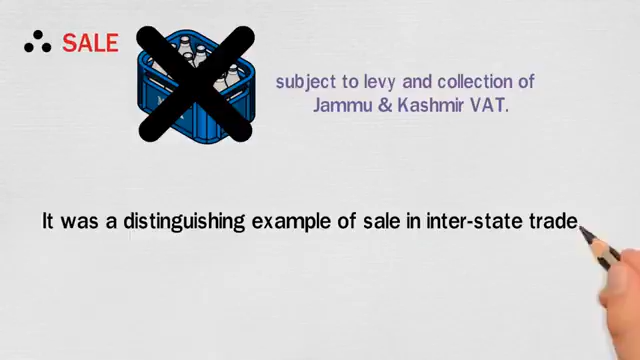 ∴ SALE
subject to levy and collection of
Jammu & Kashmir VAT.
It was a distinguishing example of sale in inter-state trade